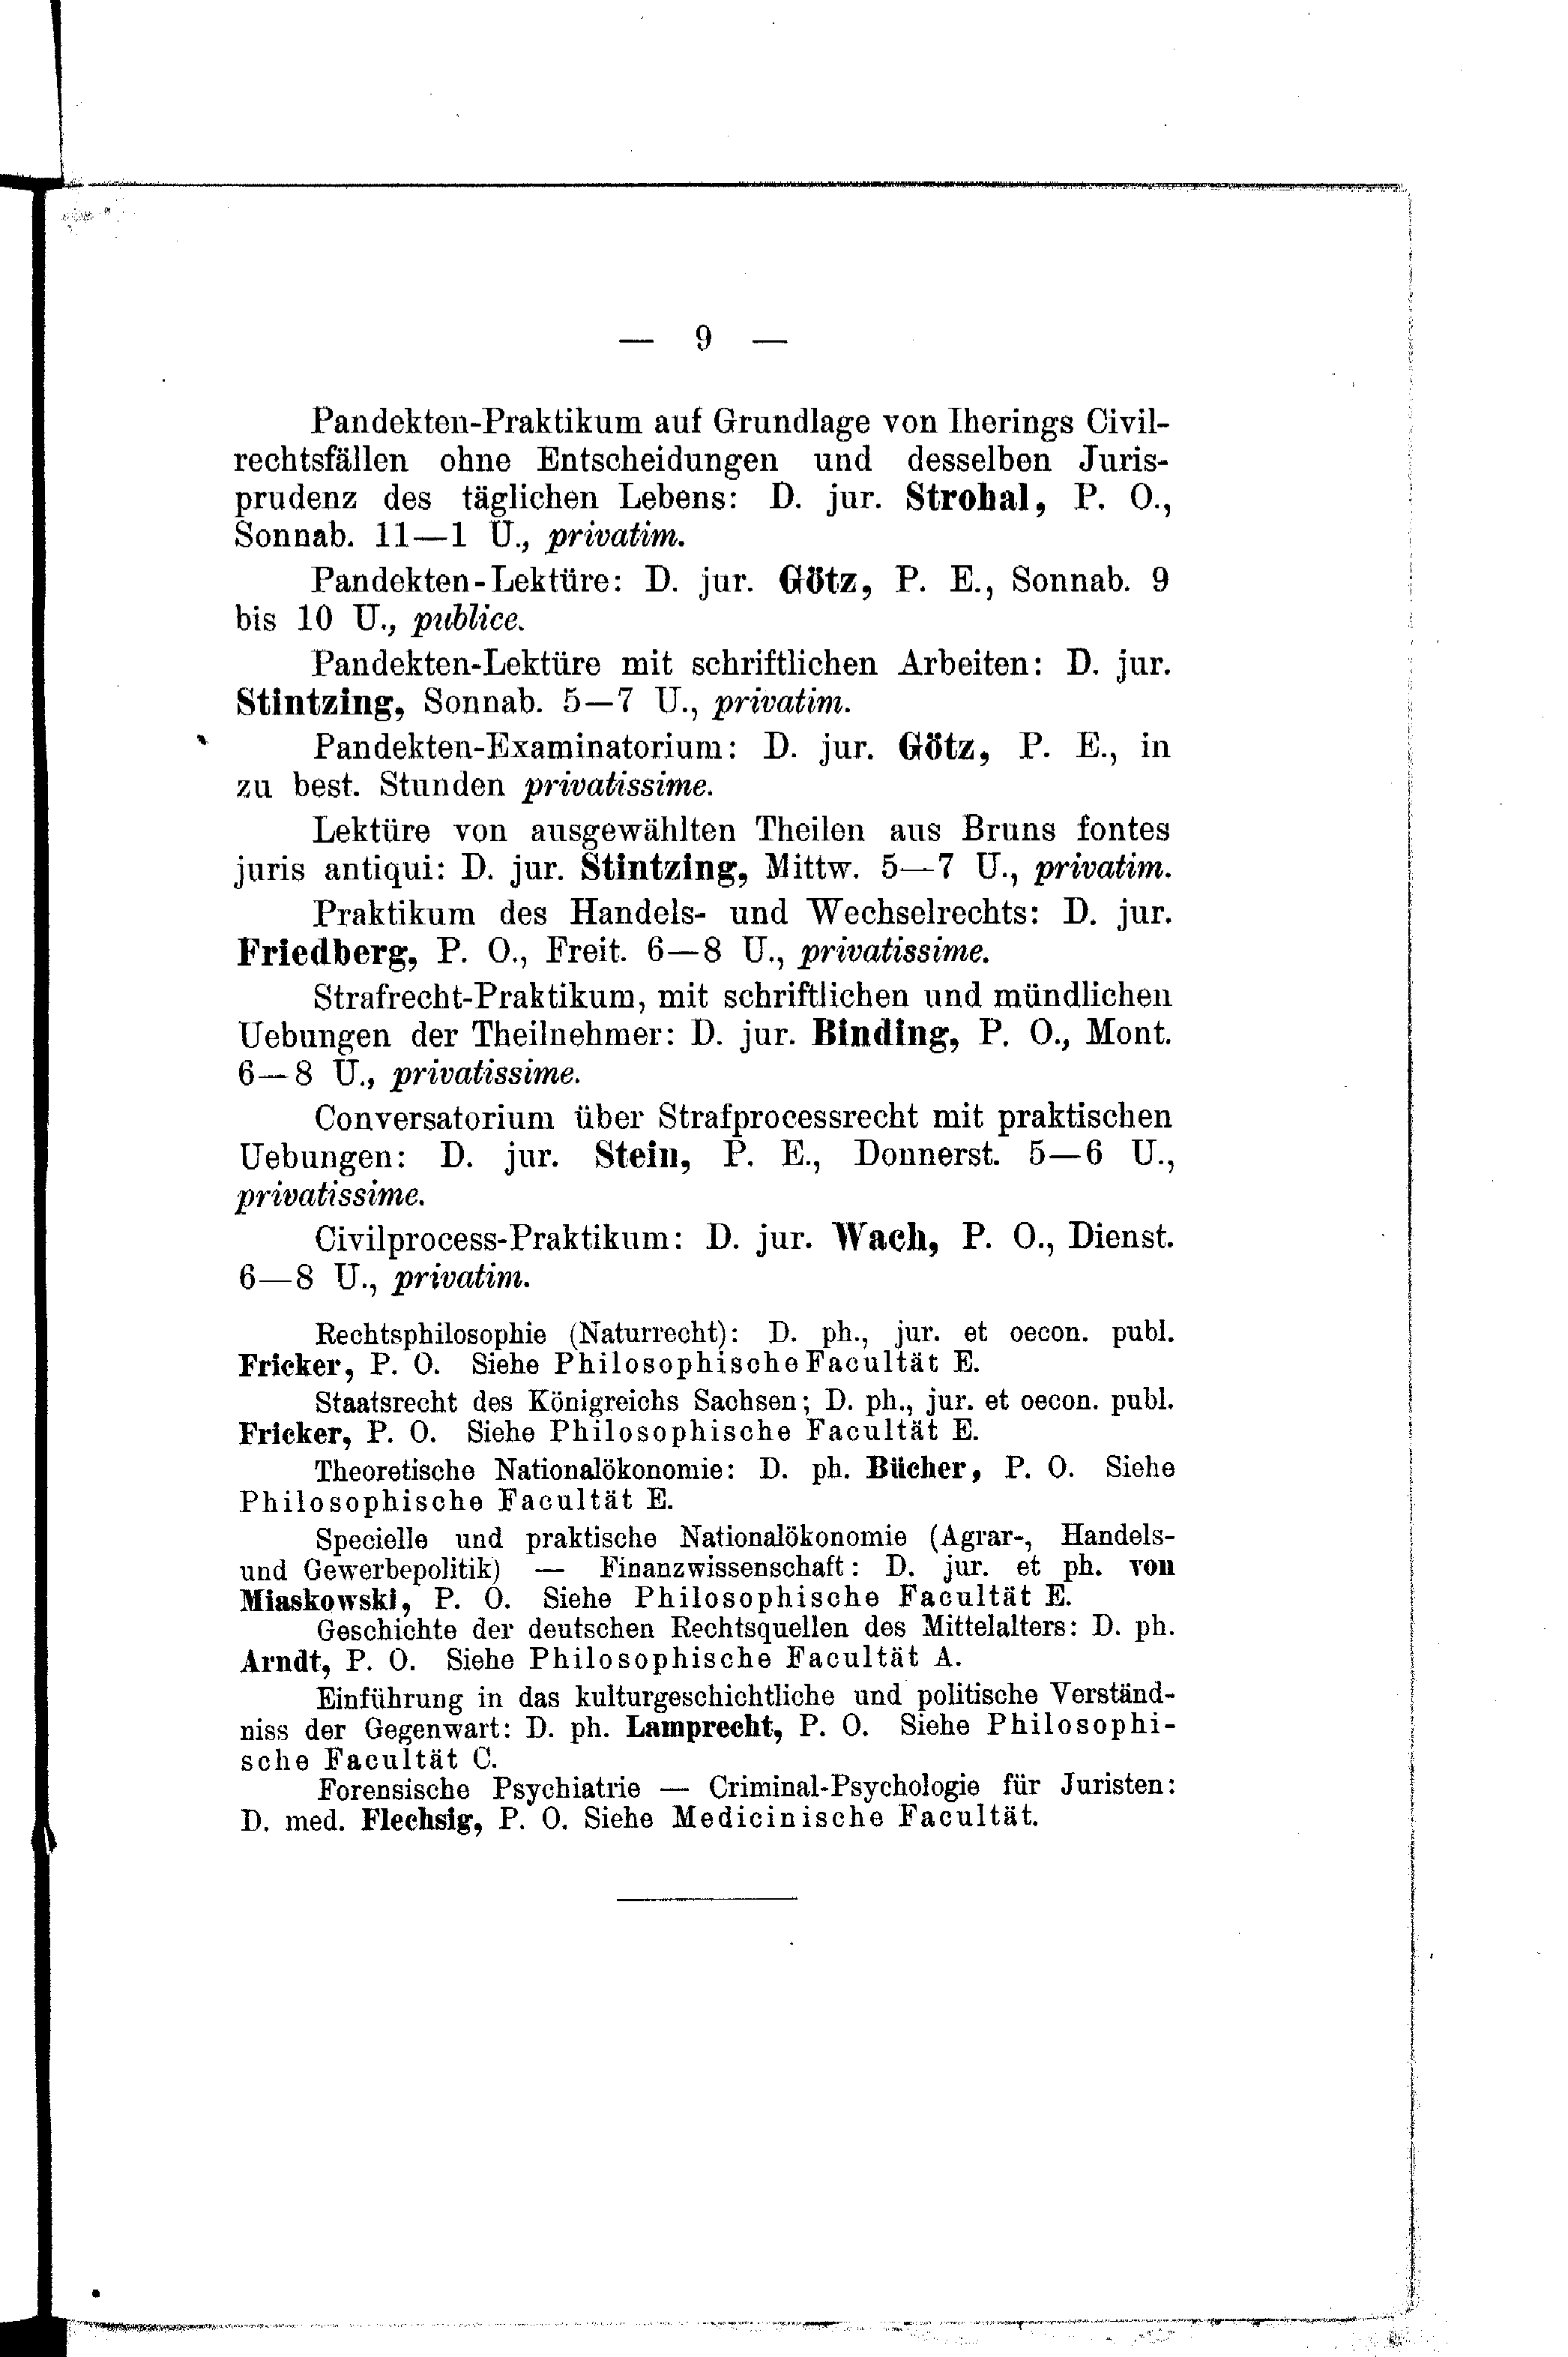 — 9 —
Pandekten-Praktikum auf Grundlage von Iherings Civil-
rechtsfällen ohne Entscheidungen und desselben Juris-
prudenz des täglichen Lebens: D. jur. Strohal, P. O.,
Sonnab. 11—1 U., privatim.
Pandekten-Lektüre: D. jur. Götz, P. E., Sonnab. 9
bis 10 U., publice.
Pandekten-Lektüre mit schriftlichen Arbeiten: D. jur.
Stintzing, Sonnab. 5—7 U., privatim.
Pandekten-Examinatorium: D. jur. Götz, P. E., in
zu best. Stunden privatissime.
Lektüre von ausgewählten Theilen aus Bruns fontes
juris antiqui: D. jur. Stintzing, Mittw. 5—7 U., privatim.
Praktikum des Handels- und Wechselrechts: D. jur.
Friedberg, P. O., Freit. 6—8 U., privatissime.
Strafrecht-Praktikum, mit schriftlichen und mündlichen
Uebungen der Theilnehmer: D. jur. Binding, P. O., Mont.
6—8 U., privatissime.
Conversatorium über Strafprocessrecht mit praktischen
Uebungen: D. jur. Stein, P. E., Donnerst. 5—6 U.,
privatissime.
Civilprocess-Praktikum: D. jur. Wach, P. O., Dienst.
6—8 U., privatim.
Rechtsphilosophie (Naturrecht): D. ph., jur. et oecon. publ.
Fricker, P. O. Siehe Philosophische Facultät E.
Staatsrecht des Königreichs Sachsen; D. ph., jur. et oecon. publ.
Fricker, P. O. Siehe Philosophische Facultät E.
Theoretische Nationalökonomie: D. ph. Bücher, P. O. Siehe
Philosophische Facultät E.
Specielle und praktische Nationalökonomie (Agrar-, Handels-
und Gewerbepolitik) — Finanzwissenschaft: D. jur. et ph. von
Miaskowski, P. O. Siehe Philosophische Facultät E.
Geschichte der deutschen Rechtsquellen des Mittelalters: D. ph.
Arndt, P. O. Siehe Philosophische Facultät A.
Einführung in das kulturgeschichtliche und politische Verständ-
niss der Gegenwart: D. ph. Lamprecht, P. O. Siehe Philosophi-
sche Facultät C.
Forensische Psychiatrie — Criminal-Psychologie für Juristen:
D. med. Flechsig, P. O. Siehe Medicinische Facultät.